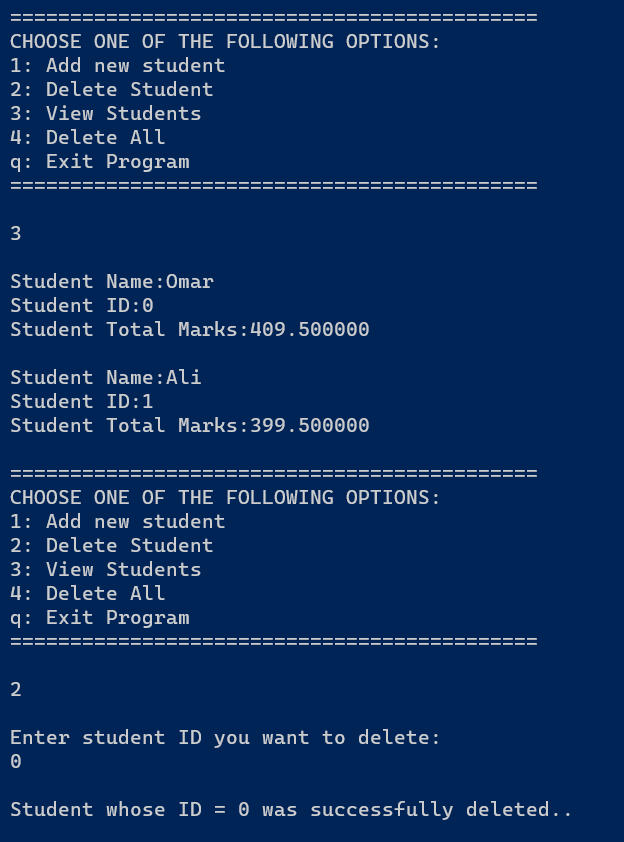 ============================================
CHOOSE ONE OF THE FOLLOWING OPTIONS:
1: Add new student
2: Delete Student
3: View Students
4: Delete All
q: Exit Program
============================================
3
Student Name:Omar
Student ID:0
Student Total Marks:409.500000
Student Name:Ali
Student ID:1
Student Total Marks:399.500000
============================================
CHOOSE ONE OF THE FOLLOWING OPTIONS:
1: Add new student
2: Delete Student
3: View Students
4: Delete All
q: Exit Program
============================================
2
Enter student ID you want to delete:
0
Student whose ID = 0 was successfully deleted..